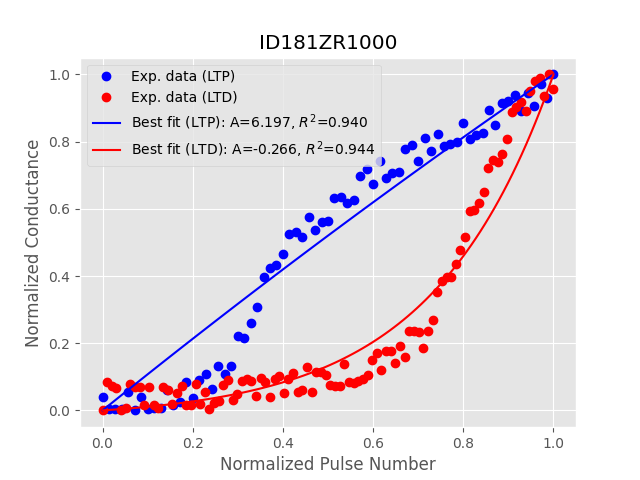 ID181ZR1000
Exp. data (LTP)
Exp. data (LTD)
Best fit (LTP): A=6.197, R²=0.940
Best fit (LTD): A=-0.266, R²=0.944
Normalized Conductance
1.0
0.8
0.6
0.4
0.2
0.0
0.0 0.2 0.4 0.6 0.8 1.0
Normalized Pulse Number